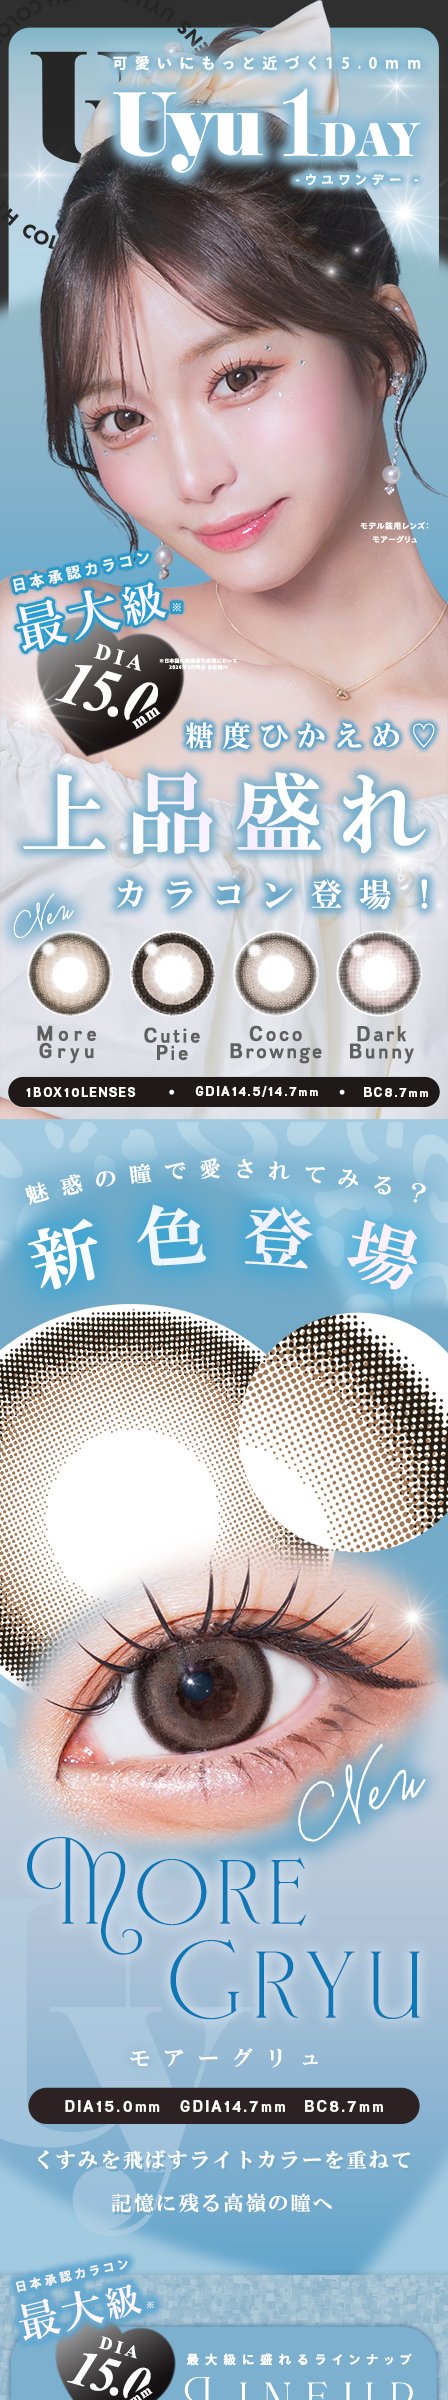 可愛いにもっと近づく15.0mm
Uyu 1DAY
-ウユワンデー -
モデル装用レンズ:
モアーグリュ
日本承認カラコン
最大級※
DIA
15.0mm
糖度ひかえめ♡
上品盛れ
カラコン登場！
New
More Gryu
Cutie Pie
Coco Brownge
Dark Bunny
1BOX10LENSES ・ GDIA14.5/14.7mm ・ BC8.7mm
魅惑の瞳で愛されてみる？
新色登場
New
MORE
GRYU
モアーグリュ
DIA15.0mm GDIA14.7mm BC8.7mm
くすみを飛ばすライトカラーを重ねて
記憶に残る高嶺の瞳へ
日本承認カラコン
最大級※
DIA
15.0mm
最大級に盛れるラインナップ
LINEUP